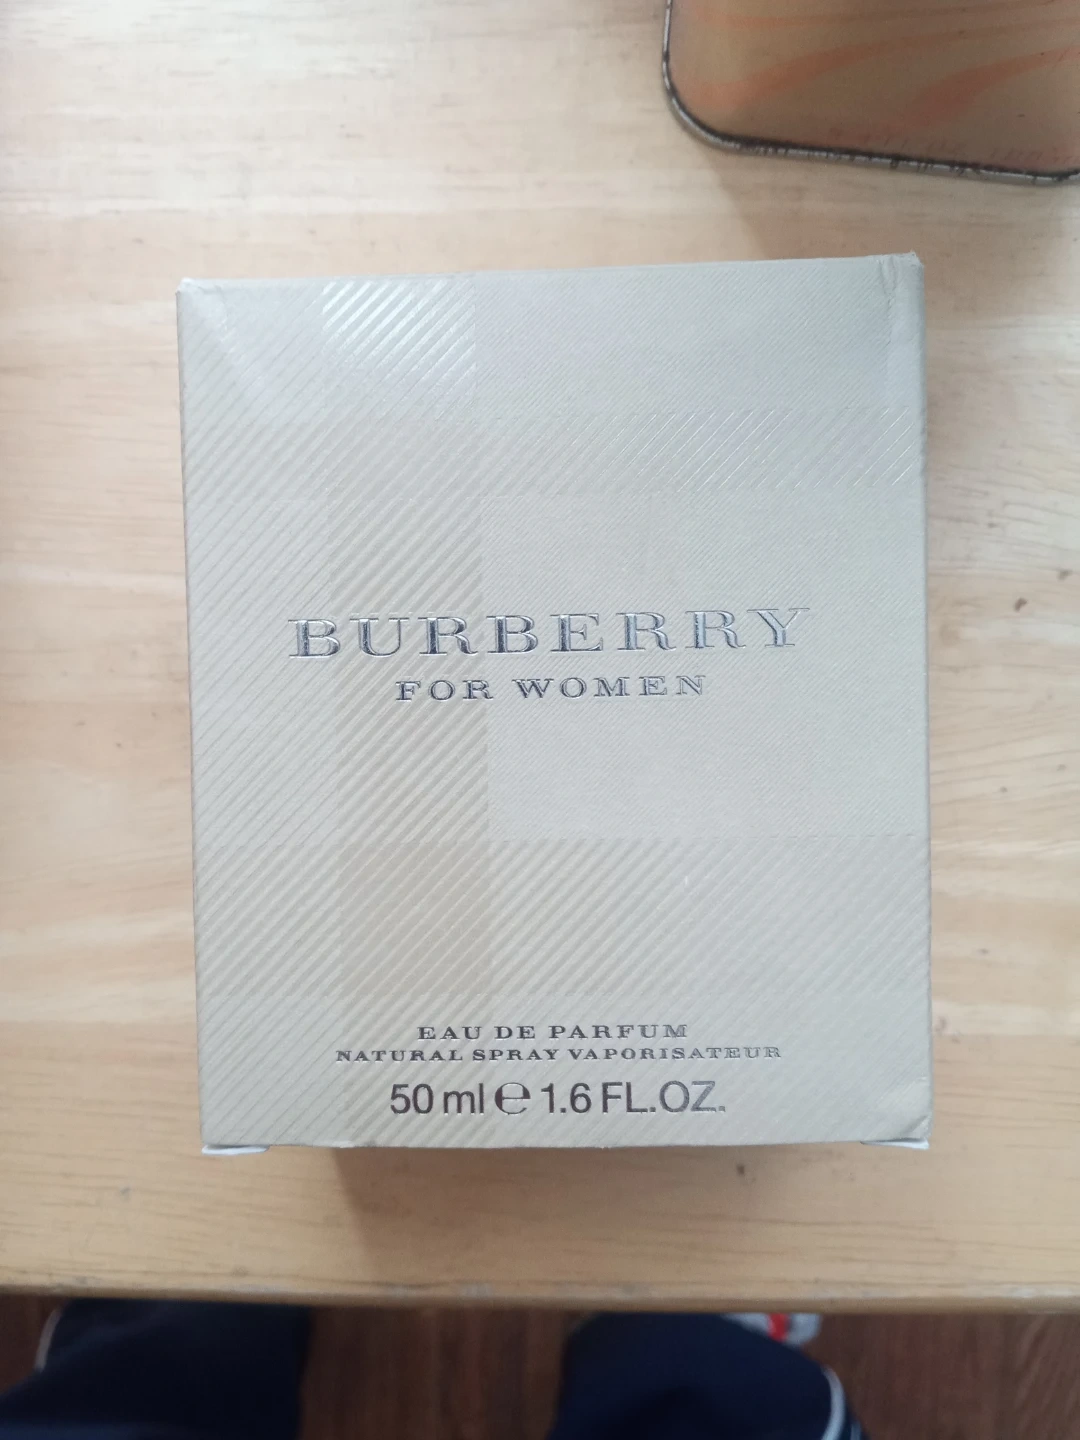 BURBERRY
FOR WOMEN
EAU DE PARFUM
NATURAL SPRAY VAPORISATEUR
50 ml ℮ 1.6 FL.OZ.